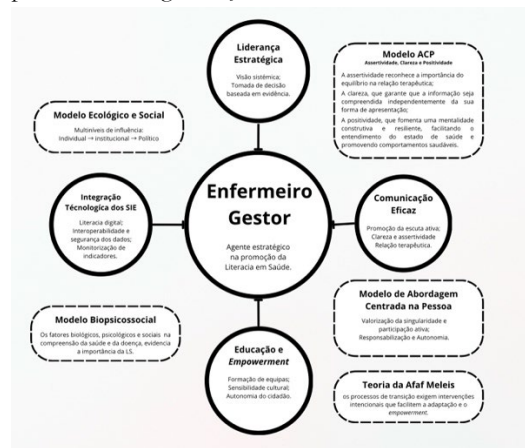 Liderança
Estratégica
Visão sistêmica;
Tomada de decisão
baseada em evidência.
Modelo ACP
Assertividade, Clareza e Positividade
A assertividade reconhece a importância do
equilíbrio na relação terapêutica;
A clareza, que garante que a informação seja
compreendida independentemente da sua
forma de apresentação;
A positividade, que fomenta uma mentalidade
construtiva e resiliente, facilitando o
entendimento do estado de saúde e
promovendo comportamentos saudáveis.
Modelo Ecológico e Social
Multiníveis de influência:
Individual → institucional → Político
Integração
Técnologica dos SIE
Literacia digital;
Interoperabilidade e
segurança dos dados;
Monitorização de
indicadores.
Enfermeiro
Gestor
Agente estratégico
na promoção da
Literacia em Saúde.
Comunicação
Eficaz
Promoção da escuta ativa;
Clareza e assertividade
Relação terapêutica.
Modelo Biopsicossocial
Os fatores biológicos, psicológicos e sociais na
compreensão da saúde e da doença, evidencia
a importância da LS.
Modelo de Abordagem
Centrada na Pessoa
Valorização da singularidade e
participação ativa;
Responsabilização e Autonomia.
Educação e
Empowerment
Formação de equipas;
Sensibilidade cultural;
Autonomia do cidadão.
Teoria da Afaf Meleis
os processos de transição exigem intervenções
intencionais que facilitem a adaptação e o
empowerment.